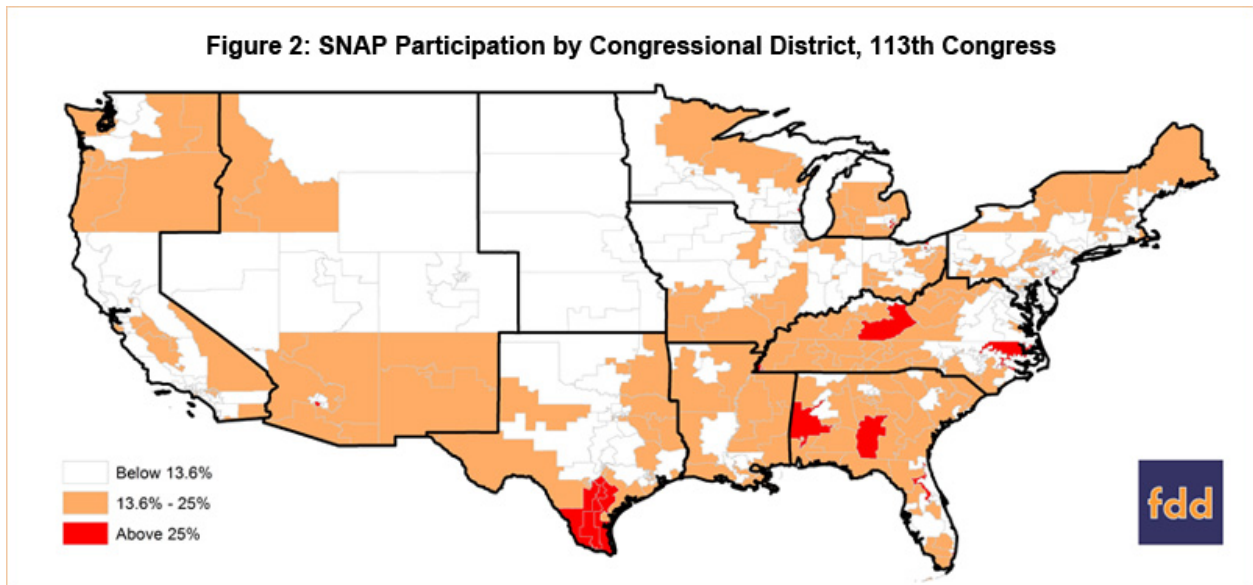 Figure 2: SNAP Participation by Congressional District, 113th Congress
Below 13.6%
13.6% - 25%
Above 25%
fdd